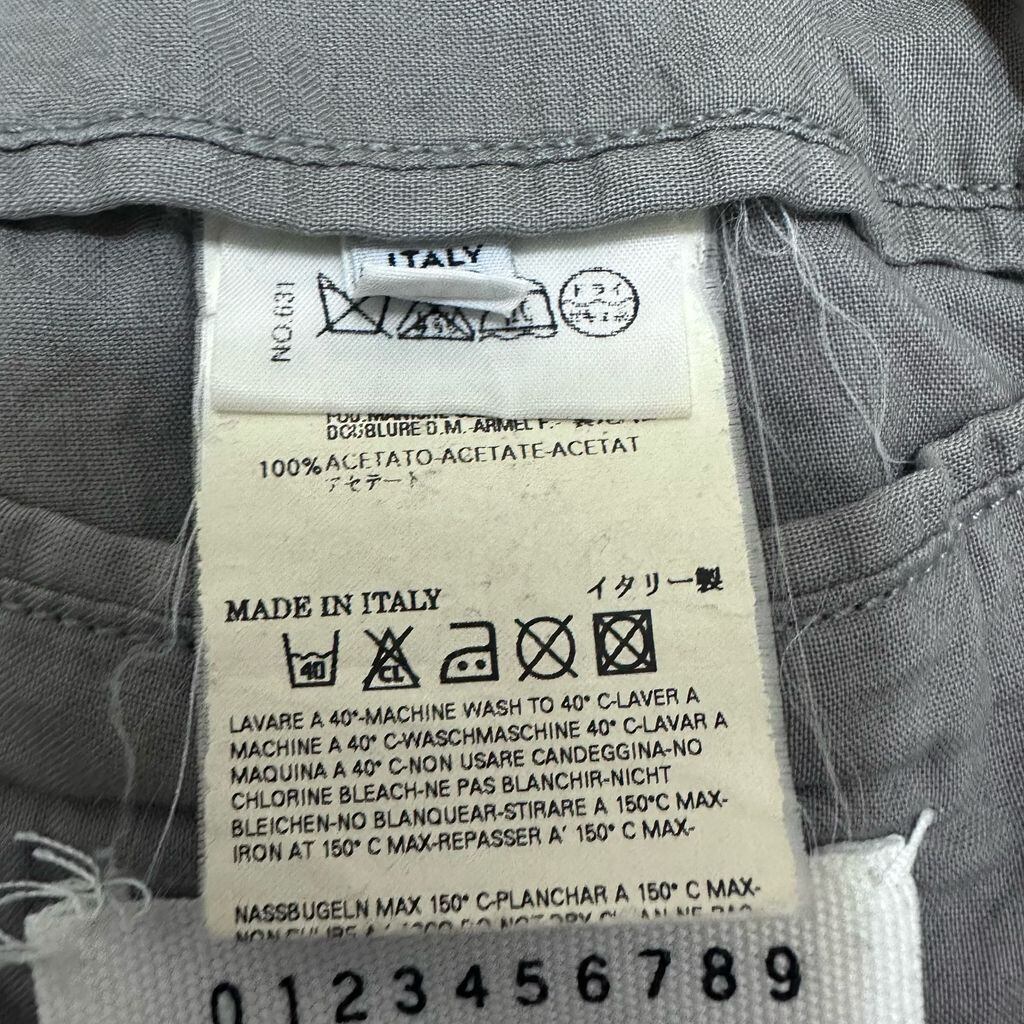 ITALY
NO.631
ドライ
DOUBLURE D.M.-ARMEL F.-
100% ACETATO-ACETATE-ACETAT
アセテート
MADE IN ITALY イタリー製
40 CL
LAVARE A 40°-MACHINE WASH TO 40° C-LAVER A
MACHINE A 40° C-WASCHMASCHINE 40° C-LAVAR A
MAQUINA A 40° C-NON USARE CANDEGGINA-NO
CHLORINE BLEACH-NE PAS BLANCHIR-NICHT
BLEICHEN-NO BLANQUEAR-STIRARE A 150°C MAX-
IRON AT 150° C MAX-REPASSER A' 150° C MAX-
NASSBUGELN MAX 150° C-PLANCHAR A 150° C MAX-
0 1 2 3 4 5 6 7 8 9